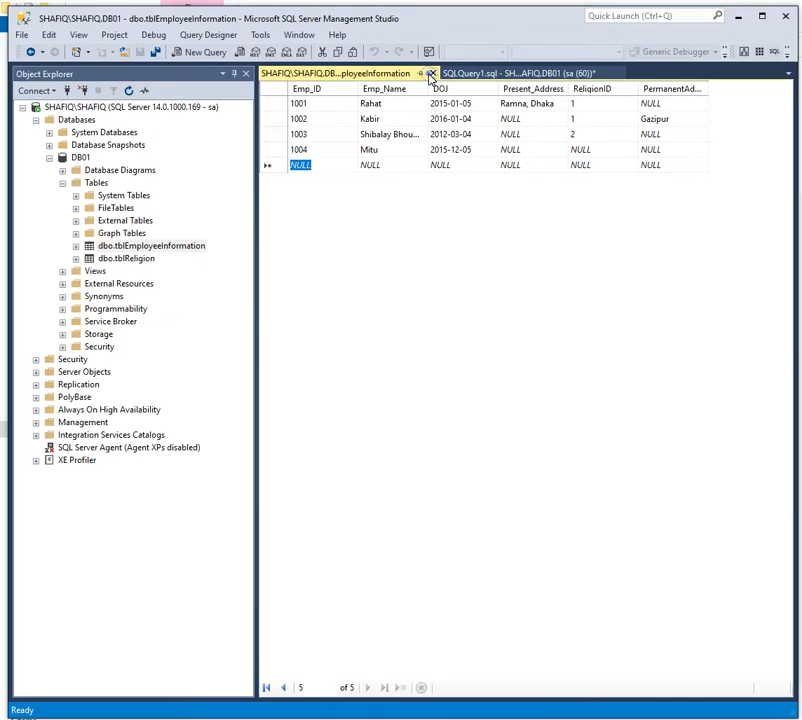 SHAFIQ\SHAFIQ.DB01 - dbo.tblEmployeeInformation - Microsoft SQL Server Management Studio
Quick Launch (Ctrl+Q)
File Edit View Project Debug Query Designer Tools Window Help
New Query Generic Debugger
Object Explorer
SHAFIQ\SHAFIQ.DB...ployeeInformation
SQLQuery1.sql - SH...AFIQ.DB01 (sa (60))*
Connect
SHAFIQ\SHAFIQ (SQL Server 14.0.1000.169 - sa)
Databases
System Databases
Database Snapshots
DB01
Database Diagrams
Tables
System Tables
FileTables
External Tables
Graph Tables
dbo.tblEmployeeInformation
dbo.tblReligion
Views
External Resources
Synonyms
Programmability
Service Broker
Storage
Security
Security
Server Objects
Replication
PolyBase
Always On High Availability
Management
Integration Services Catalogs
SQL Server Agent (Agent XPs disabled)
XE Profiler
Emp_ID Emp_Name DOJ Present_Address ReliqionID PermanentAd...
1001 Rahat 2015-01-05 Ramna, Dhaka 1 NULL
1002 Kabir 2016-01-04 NULL 1 Gazipur
1003 Shibalay Bhou... 2012-03-04 NULL 2 NULL
1004 Mitu 2015-12-05 NULL NULL NULL
NULL NULL NULL NULL NULL NULL
5 of 5
Ready